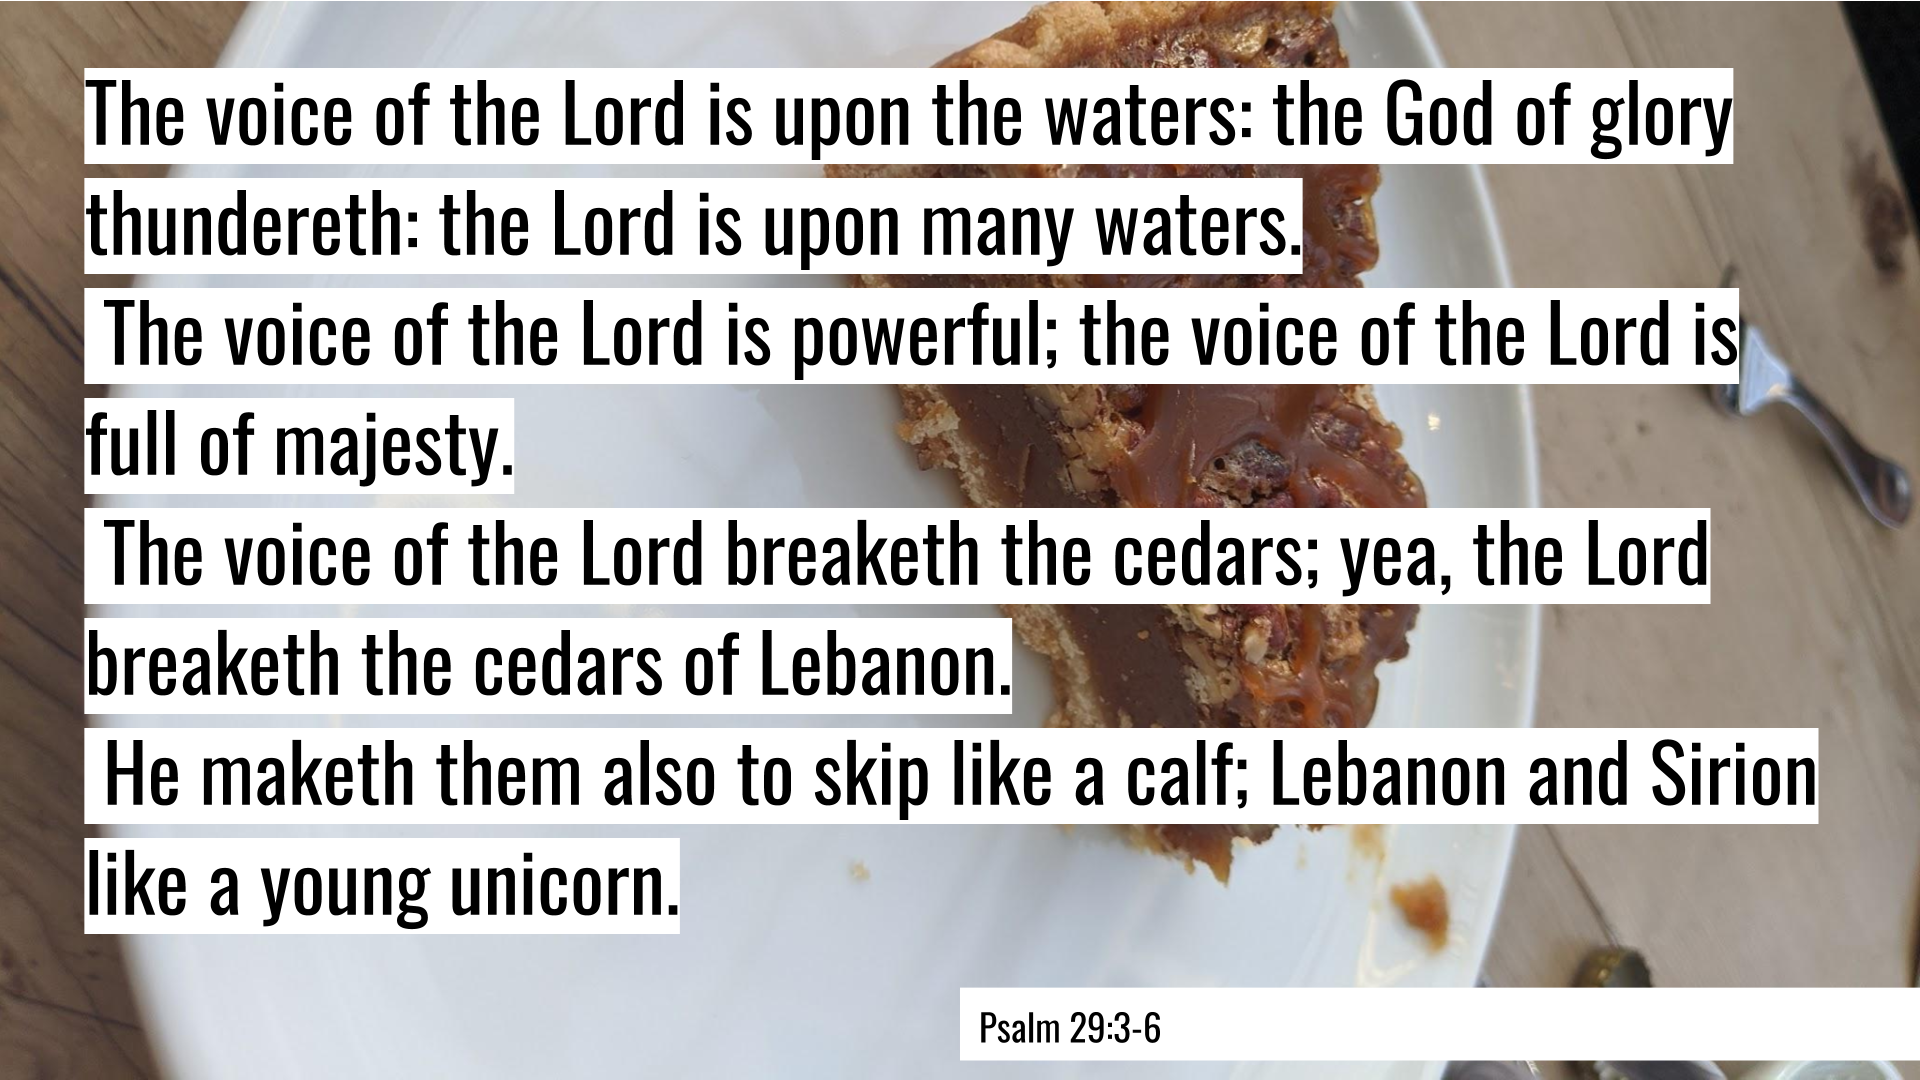 The voice of the Lord is upon the waters: the God of glory
thundereth: the Lord is upon many waters.
The voice of the Lord is powerful; the voice of the Lord is
full of majesty.
The voice of the Lord breaketh the cedars; yea, the Lord
breaketh the cedars of Lebanon.
He maketh them also to skip like a calf; Lebanon and Sirion
like a young unicorn.
Psalm 29:3-6